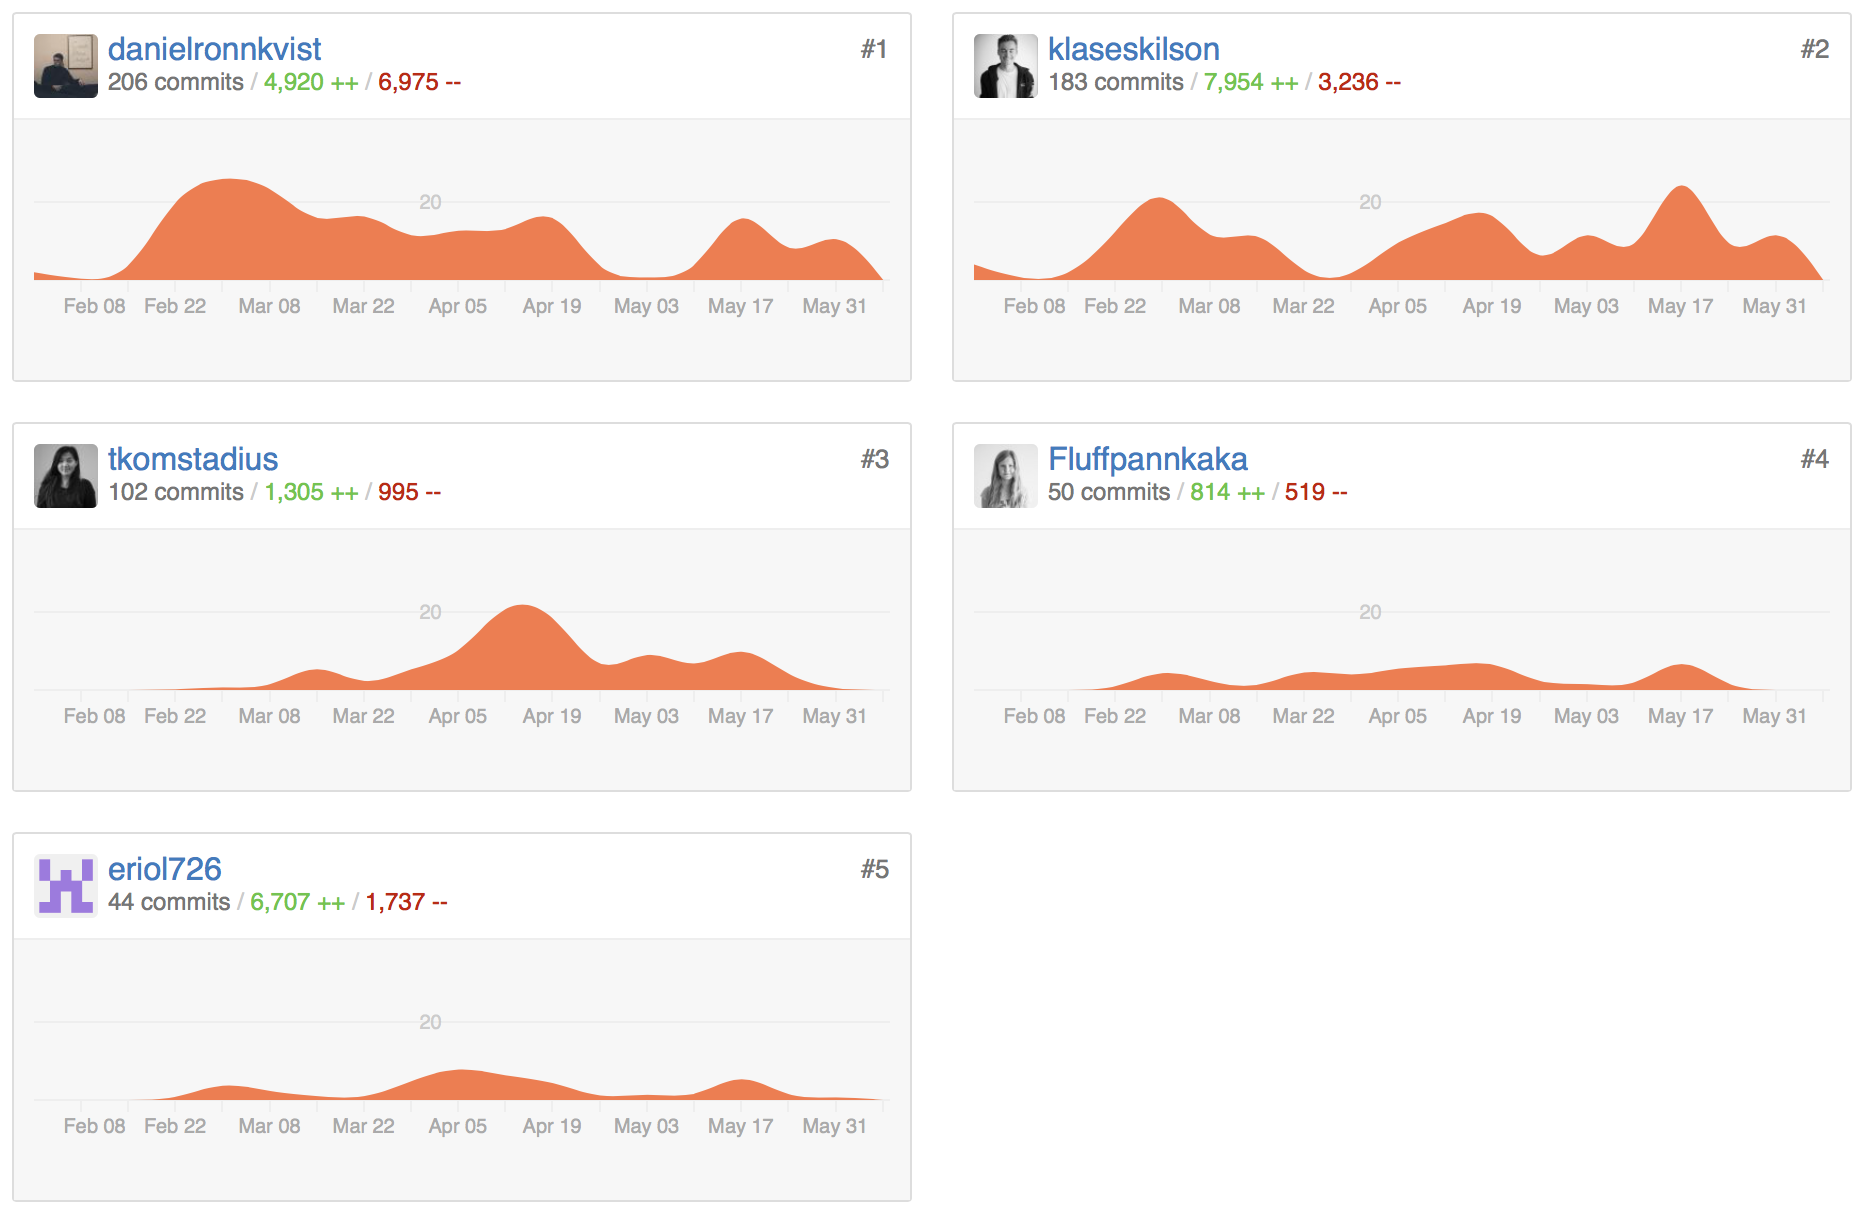 danielronnkvist #1
206 commits / 4,920 ++ / 6,975 --
20
Feb 08 Feb 22 Mar 08 Mar 22 Apr 05 Apr 19 May 03 May 17 May 31
klaseskilson #2
183 commits / 7,954 ++ / 3,236 --
20
Feb 08 Feb 22 Mar 08 Mar 22 Apr 05 Apr 19 May 03 May 17 May 31
tkomstadius #3
102 commits / 1,305 ++ / 995 --
20
Feb 08 Feb 22 Mar 08 Mar 22 Apr 05 Apr 19 May 03 May 17 May 31
Fluffpannkaka #4
50 commits / 814 ++ / 519 --
20
Feb 08 Feb 22 Mar 08 Mar 22 Apr 05 Apr 19 May 03 May 17 May 31
eriol726 #5
44 commits / 6,707 ++ / 1,737 --
20
Feb 08 Feb 22 Mar 08 Mar 22 Apr 05 Apr 19 May 03 May 17 May 31